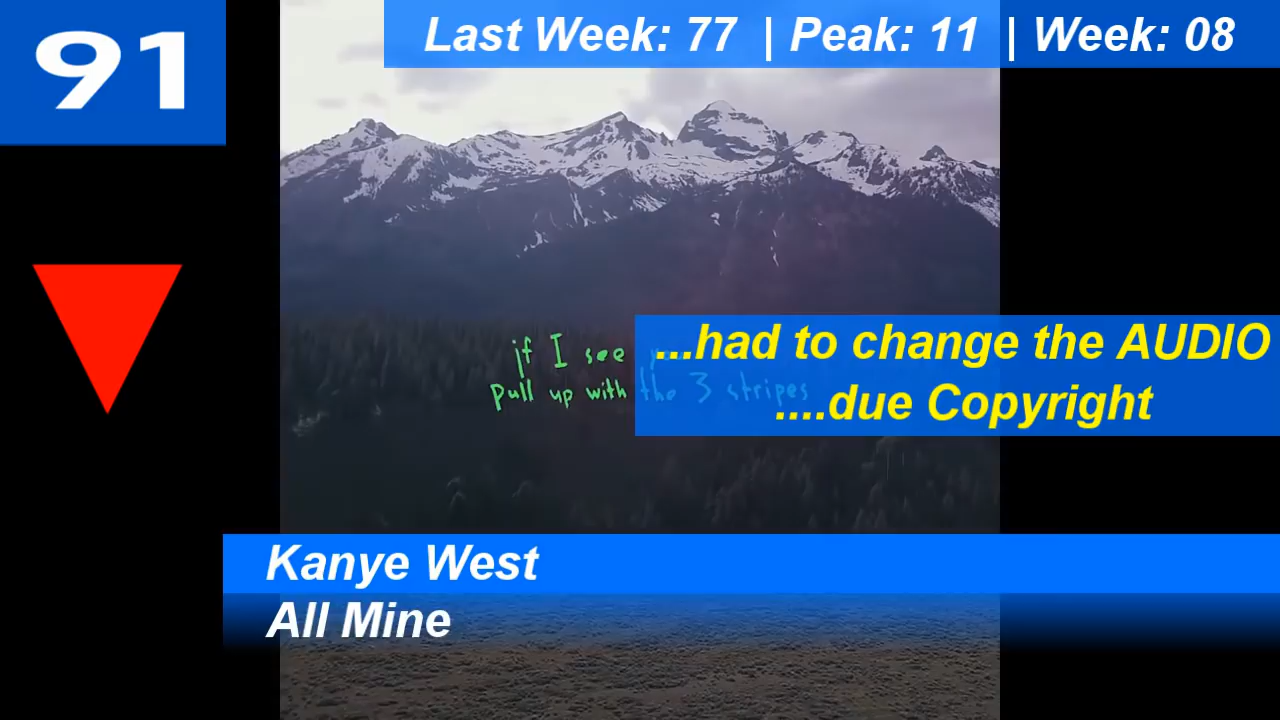 91
Last Week: 77 | Peak: 11 | Week: 08
if I see
...had to change the AUDIO
pull up with the 3 stripes
....due Copyright
Kanye West
All Mine